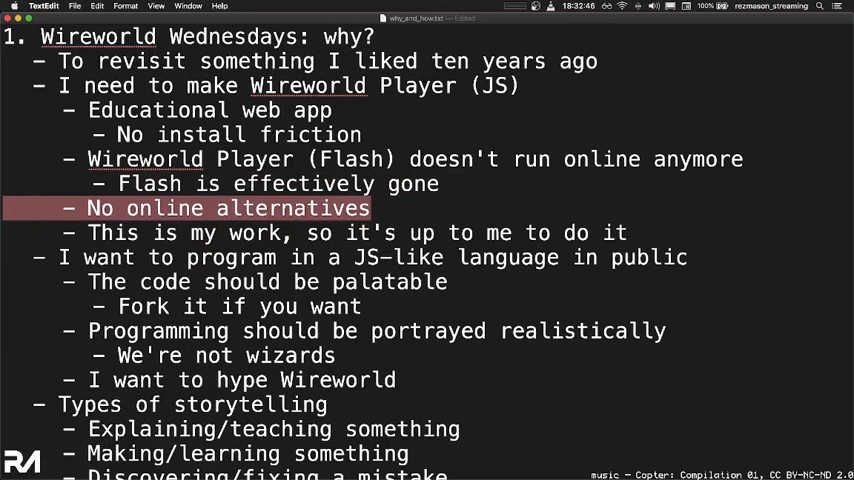 TextEdit File Edit Format View Window Help 100% 18:32:46 rezmason_streaming
why_and_how.txt — Edited
1. Wireworld Wednesdays: why?
- To revisit something I liked ten years ago
- I need to make Wireworld Player (JS)
- Educational web app
- No install friction
- Wireworld Player (Flash) doesn't run online anymore
- Flash is effectively gone
- No online alternatives
- This is my work, so it's up to me to do it
- I want to program in a JS-like language in public
- The code should be palatable
- Fork it if you want
- Programming should be portrayed realistically
- We're not wizards
- I want to hype Wireworld
- Types of storytelling
- Explaining/teaching something
- Making/learning something
- Discovering/fixing a mistake
RM
music - Copter: Compilation 01, CC BY-NC-ND 2.0